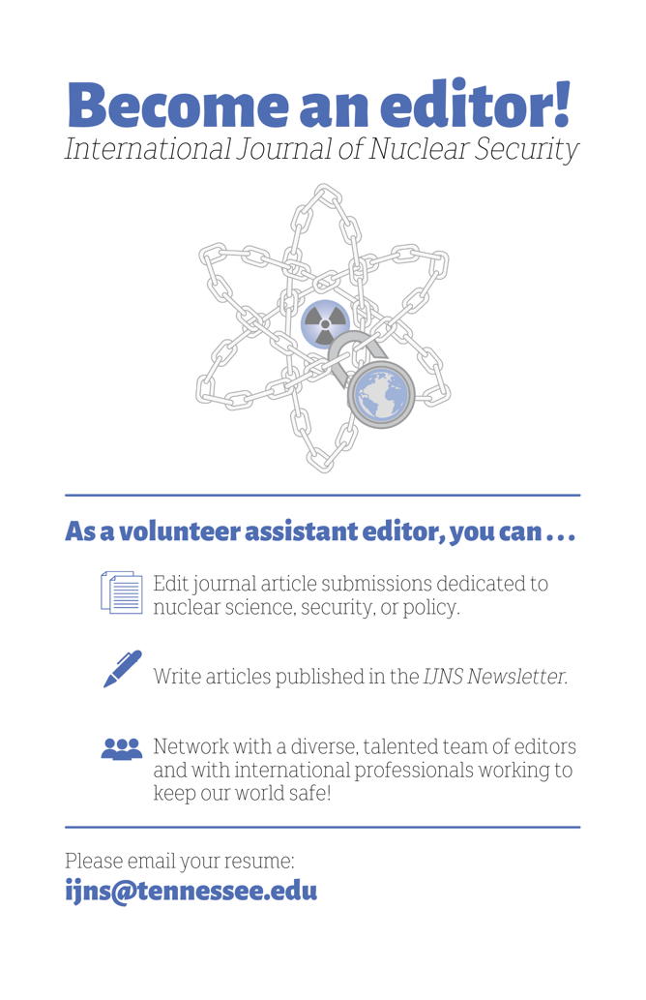 Become an editor!
International Journal of Nuclear Security
As a volunteer assistant editor, you can . . .
Edit journal article submissions dedicated to
nuclear science, security, or policy.
Write articles published in the IJNS Newsletter.
Network with a diverse, talented team of editors
and with international professionals working to
keep our world safe!
Please email your resume:
ijns@tennessee.edu